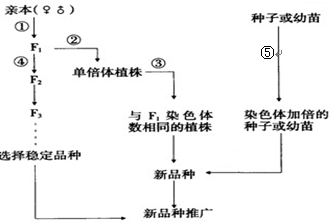 亲本(♀♂)
①
F₁
②
④
单倍体植株
③
F₂
F₃
与 F₁ 染色体
数相同的植株
选择稳定品种
种子或幼苗
⑤
染色体加倍的
种子或幼苗
新品种
新品种推广